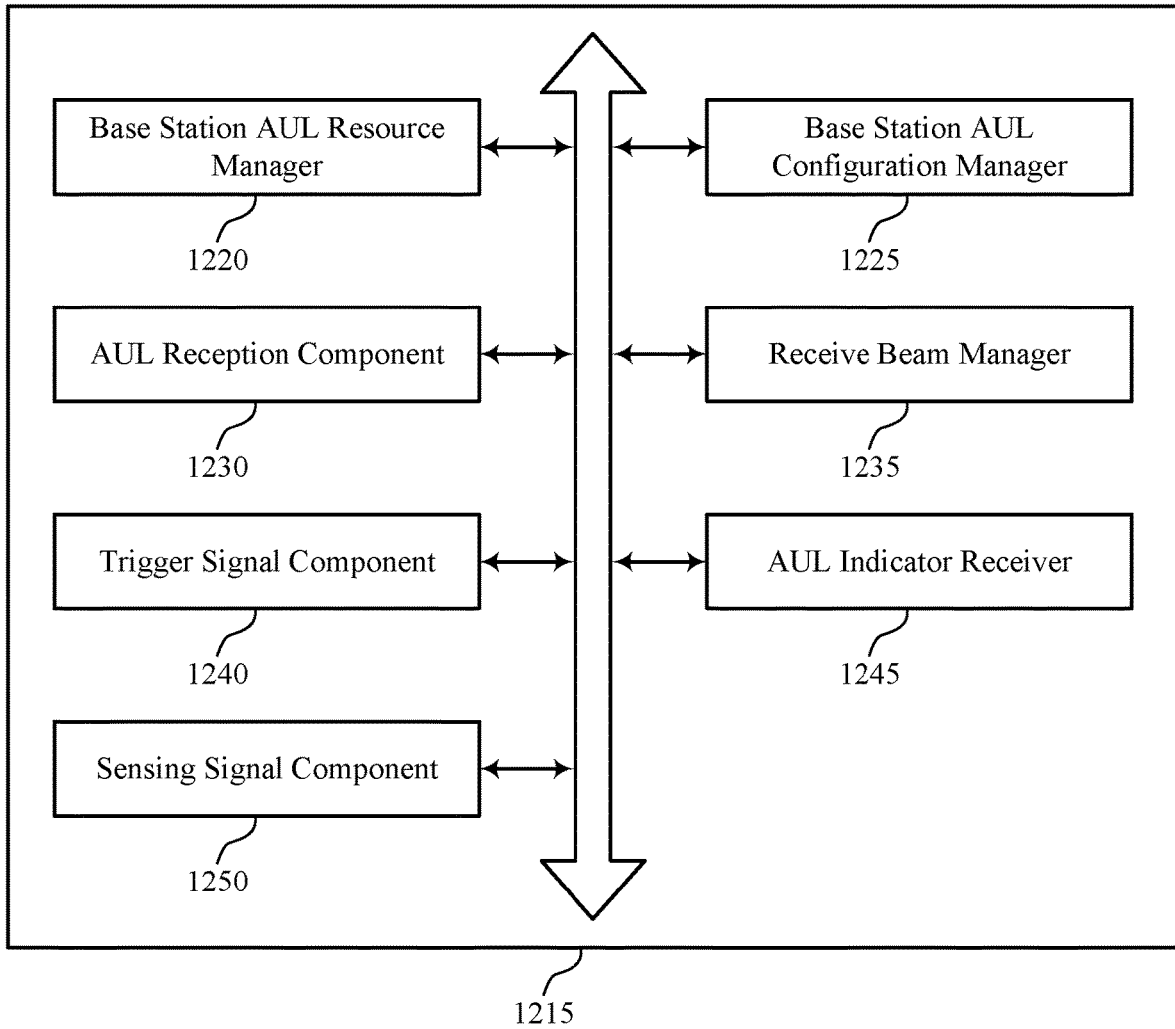 Base Station AUL Resource
Manager
1220
Base Station AUL
Configuration Manager
1225
AUL Reception Component
1230
Receive Beam Manager
1235
Trigger Signal Component
1240
AUL Indicator Receiver
1245
Sensing Signal Component
1250
1215